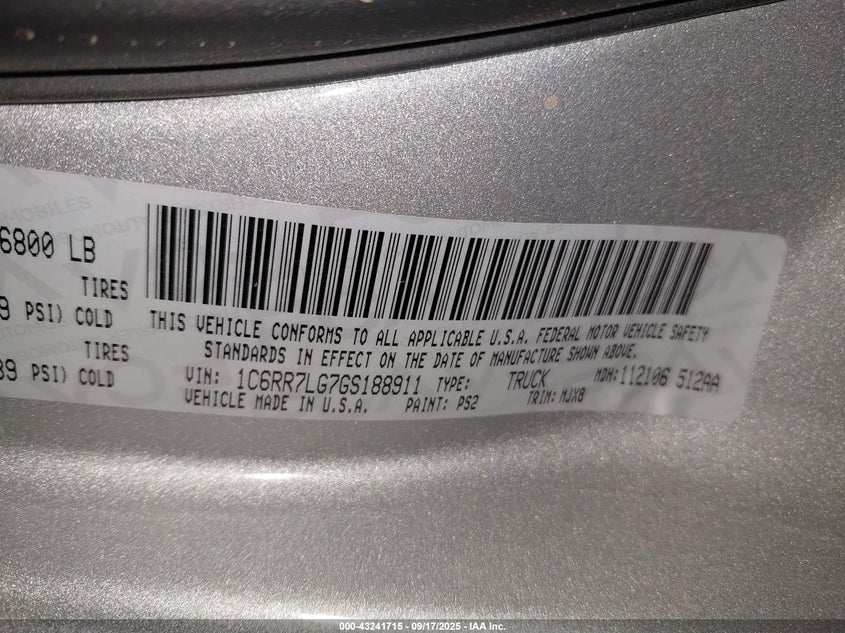 6800 LB
TIRES
9 PSI) COLD
TIRES
39 PSI) COLD
THIS VEHICLE CONFORMS TO ALL APPLICABLE U.S.A. FEDERAL MOTOR VEHICLE SAFETY
STANDARDS IN EFFECT ON THE DATE OF MANUFACTURE SHOWN ABOVE.
VIN: 1C6RR7LG7GS188911 TYPE: TRUCK MDH: 112106 512AA
VEHICLE MADE IN U.S.A. PAINT: PS2 TRIM: MJX8
000-43241715 - 09/17/2025 - IAA Inc.